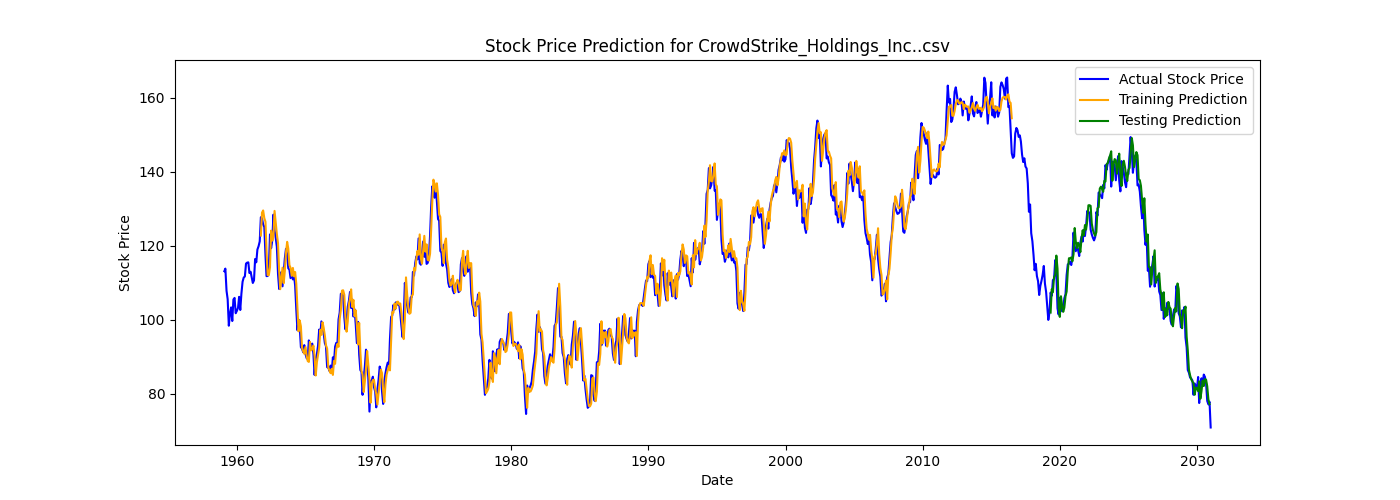 Stock Price Prediction for CrowdStrike_Holdings_Inc..csv
Actual Stock Price
Training Prediction
Testing Prediction
Stock Price
160
140
120
100
80
1960 1970 1980 1990 2000 2010 2020 2030
Date